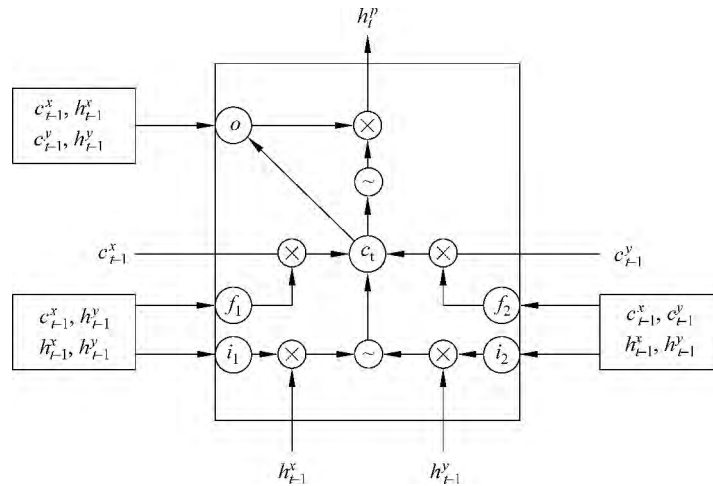 h_t^p
c_{t-1}^x, h_{t-1}^x
c_{t-1}^y, h_{t-1}^y
o
×
~
c_{t-1}^x
×
c_t
×
c_{t-1}^y
c_{t-1}^x, h_{t-1}^y
h_{t-1}^x, h_{t-1}^y
f_1
f_2
c_{t-1}^x, c_{t-1}^y
h_{t-1}^x, h_{t-1}^y
i_1
×
~
×
i_2
h_{t-1}^x
h_{t-1}^y